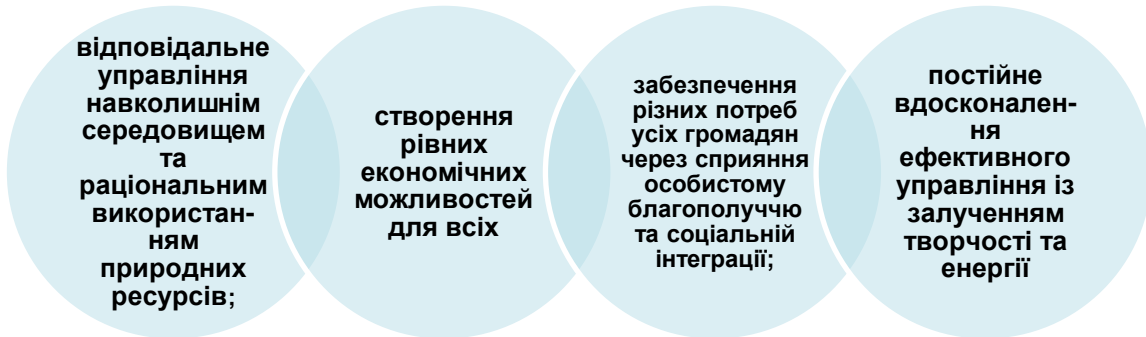 відповідальне
управління
навколишнім
середовищем
та
раціональним
використан-
ням
природних
ресурсів;
створення
рівних
економічних
можливостей
для всіх
забезпечення
різних потреб
усіх громадян
через сприяння
особистому
благополуччю
та соціальній
інтеграції;
постійне
вдосконален-
ня
ефективного
управління із
залученням
творчості та
енергії